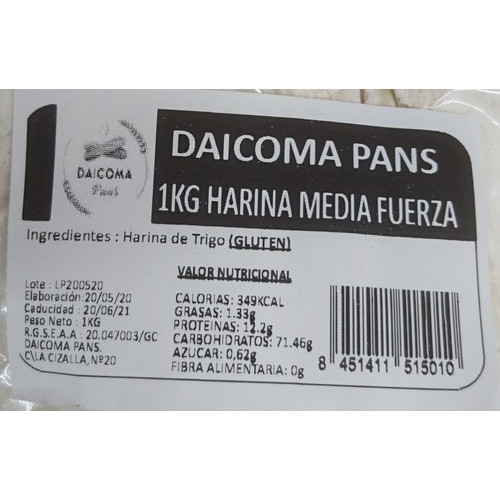 DAICOMA
Pans
DAICOMA PANS
1KG HARINA MEDIA FUERZA
Ingredientes : Harina de Trigo (GLUTEN)
VALOR NUTRICIONAL
Lote : LP200520
Elaboración:20/05/20
Caducidad : 20/06/21
Peso Neto : 1KG
R.G.S.E.A.A : 20.047003/GC
DAICOMA PANS.
C\LA CIZALLA, Nº20
CALORIAS: 349KCAL
GRASAS: 1.33g
PROTEINAS: 12.2g
CARBOHIDRATOS: 71.46g
AZUCAR: 0,62g
FIBRA ALIMENTARIA: 0g
8 451411 515010